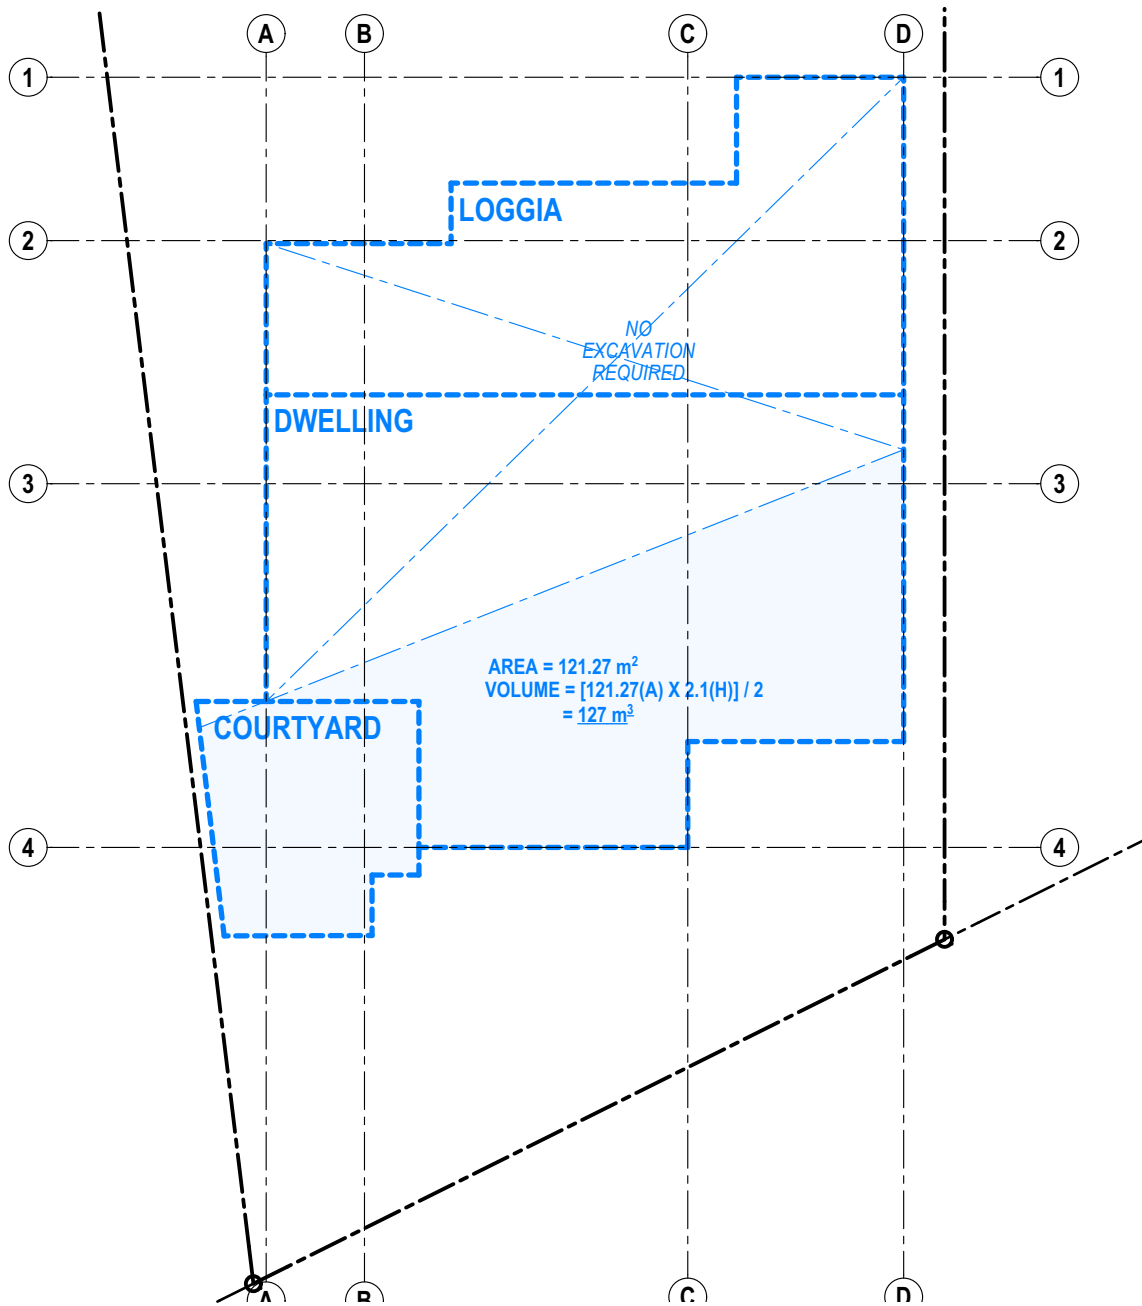 A B C D
1 1
LOGGIA
2 2
NO
EXCAVATION
REQUIRED
DWELLING
3 3
AREA = 121.27 m²
VOLUME = [121.27(A) X 2.1(H)] / 2
= 127 m³
COURTYARD
4 4
A B C D